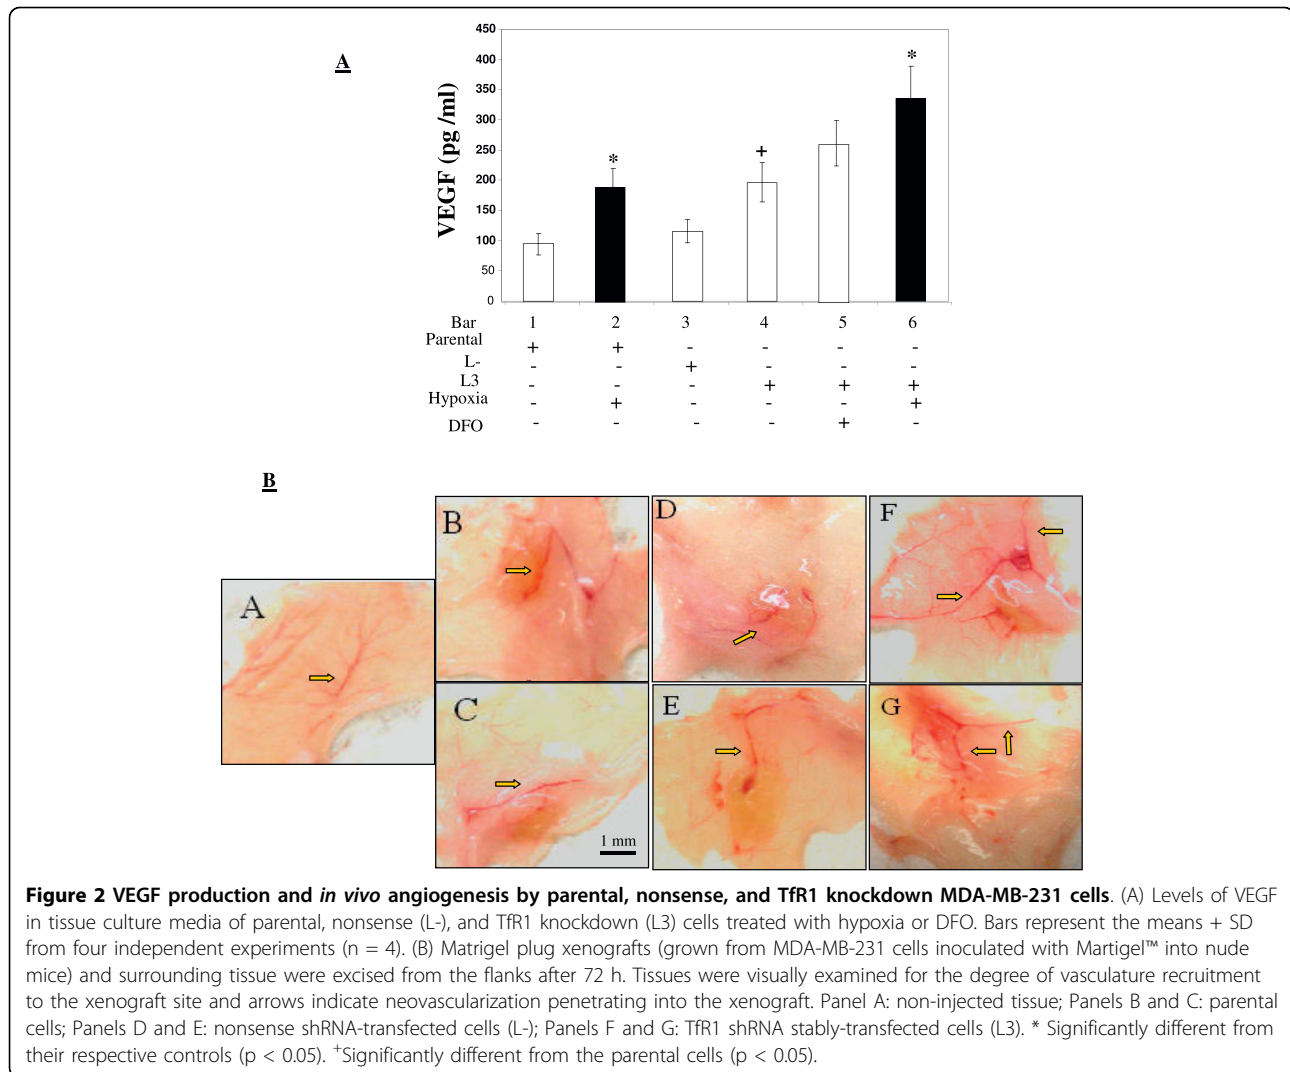 A
VEGF (pg /ml)
450
400
350
300
250
200
150
100
50
0
*
+
*
Bar 1 2 3 4 5 6
Parental + + - - - -
L- - - + - - -
L3 - - - + + +
Hypoxia - + - - - +
DFO - - - - + -
B
A
B
D
F
C
E
G
1 mm
Figure 2 VEGF production and in vivo angiogenesis by parental, nonsense, and TfR1 knockdown MDA-MB-231 cells. (A) Levels of VEGF
in tissue culture media of parental, nonsense (L-), and TfR1 knockdown (L3) cells treated with hypoxia or DFO. Bars represent the means + SD
from four independent experiments (n = 4). (B) Matrigel plug xenografts (grown from MDA-MB-231 cells inoculated with Martigel™ into nude
mice) and surrounding tissue were excised from the flanks after 72 h. Tissues were visually examined for the degree of vasculature recruitment
to the xenograft site and arrows indicate neovascularization penetrating into the xenograft. Panel A: non-injected tissue; Panels B and C: parental
cells; Panels D and E: nonsense shRNA-transfected cells (L-); Panels F and G: TfR1 shRNA stably-transfected cells (L3). * Significantly different from
their respective controls (p < 0.05). +Significantly different from the parental cells (p < 0.05).